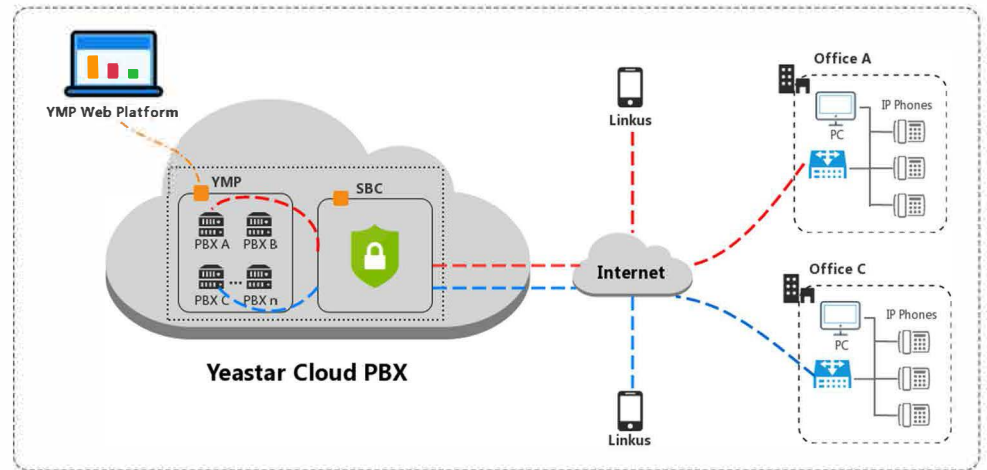 YMP Web Platform
YMP
SBC
PBX A
PBX B
PBX C
...
PBX n
Yeastar Cloud PBX
Linkus
Internet
Linkus
Office A
PC
IP Phones
Office C
PC
IP Phones